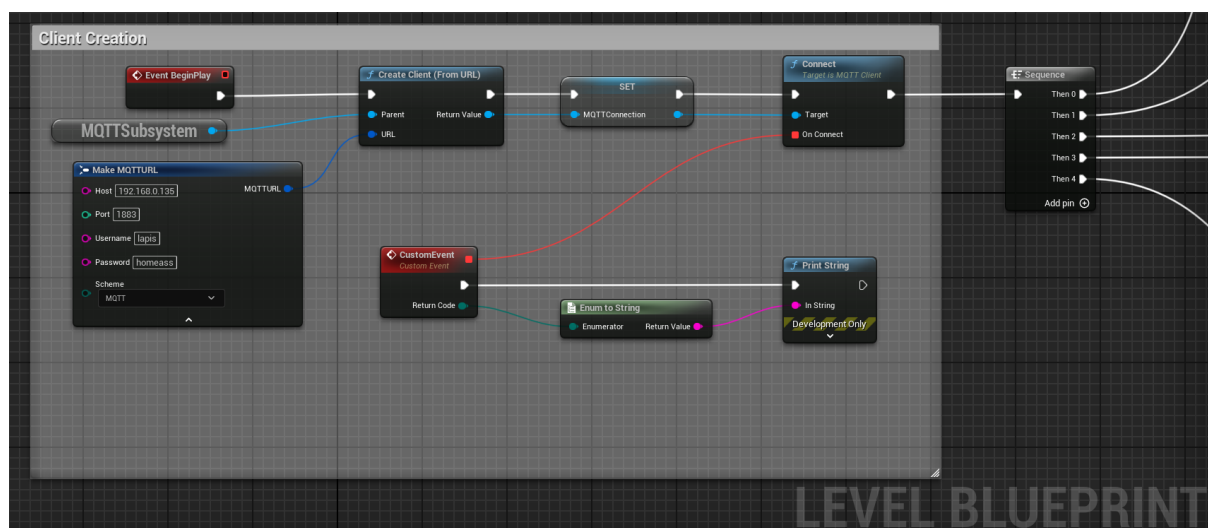 Client Creation
Event BeginPlay
MQTTSubsystem
Make MQTTURL
Host 192.168.0.135
MQTTURL
Port 1883
Username lapis
Password homeass
Scheme
MQTT
Create Client (From URL)
Parent
Return Value
URL
SET
MQTTConnection
Connect
Target is MQTT Client
Target
On Connect
CustomEvent
Custom Event
Return Code
Enum to String
Enumerator
Return Value
Print String
In String
Development Only
Sequence
Then 0
Then 1
Then 2
Then 3
Then 4
Add pin
LEVEL BLUEPRINT